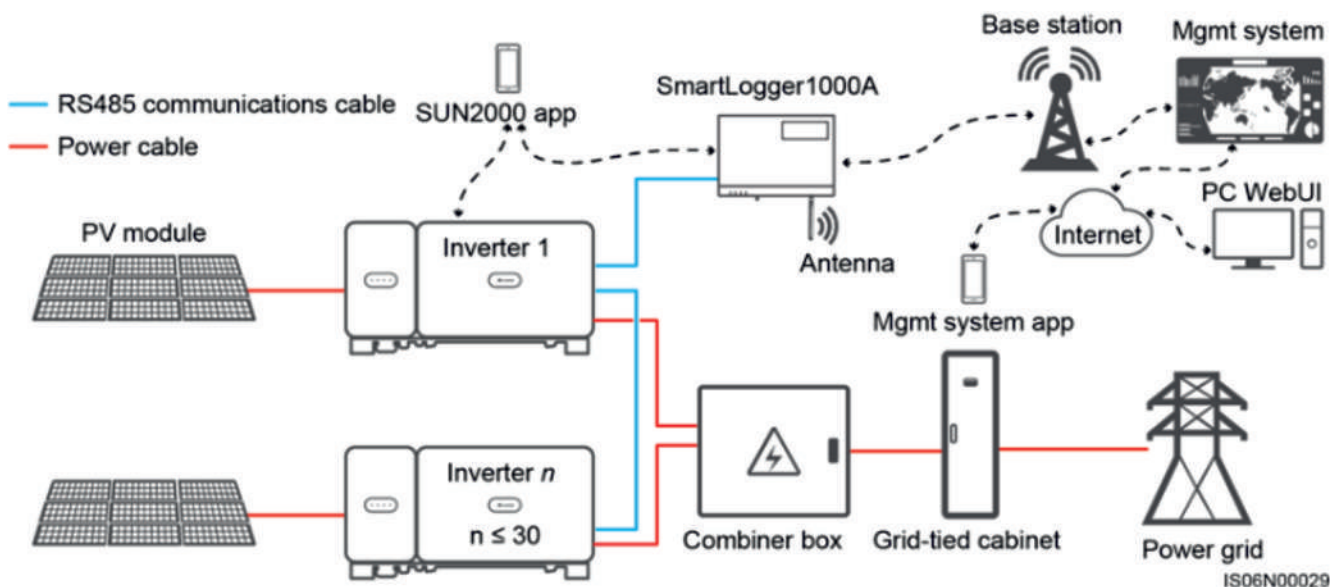 Base station
Mgmt system
SmartLogger1000A
SUN2000 app
RS485 communications cable
Power cable
PV module
Inverter 1
Antenna
Internet
PC WebUI
Mgmt system app
Inverter n
n ≤ 30
Combiner box
Grid-tied cabinet
Power grid
IS06N00029